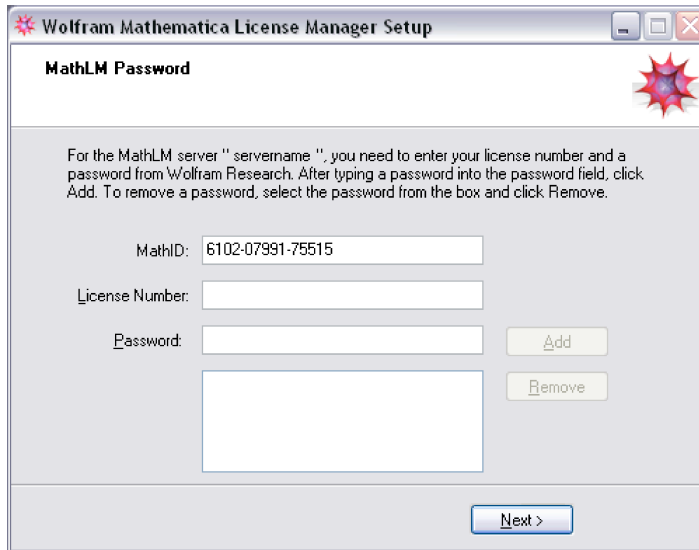 Wolfram Mathematica License Manager Setup
MathLM Password
For the MathLM server " servername ", you need to enter your license number and a
password from Wolfram Research. After typing a password into the password field, click
Add. To remove a password, select the password from the box and click Remove.
MathID: 6102-07991-75515
License Number:
Password: Add
Remove
Next >